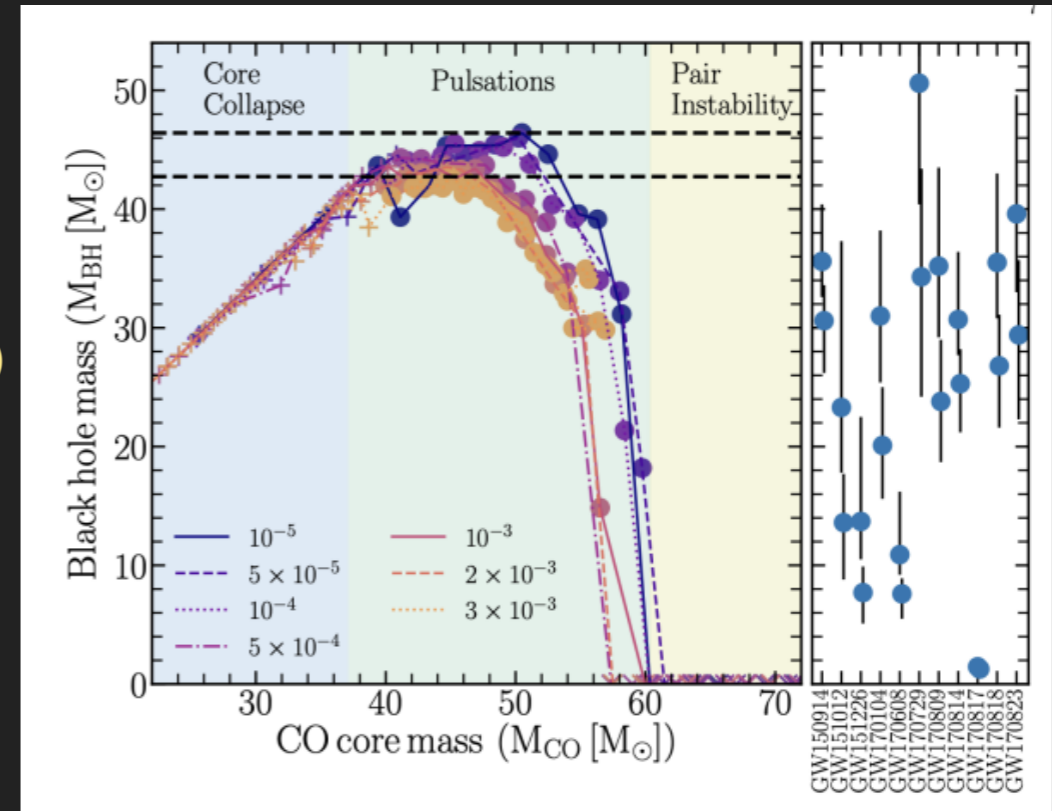 Core
Collapse
Pulsations
Pair
Instability
50
40
30
20
10
0
Black hole mass (M_BH [M_⊙])
10⁻⁵
5 × 10⁻⁵
10⁻⁴
5 × 10⁻⁴
10⁻³
2 × 10⁻³
3 × 10⁻³
30 40 50 60 70
CO core mass (M_CO [M_⊙])
GW150914
GW151012
GW151226
GW170104
GW170608
GW170729
GW170809
GW170814
GW170817
GW170818
GW170823